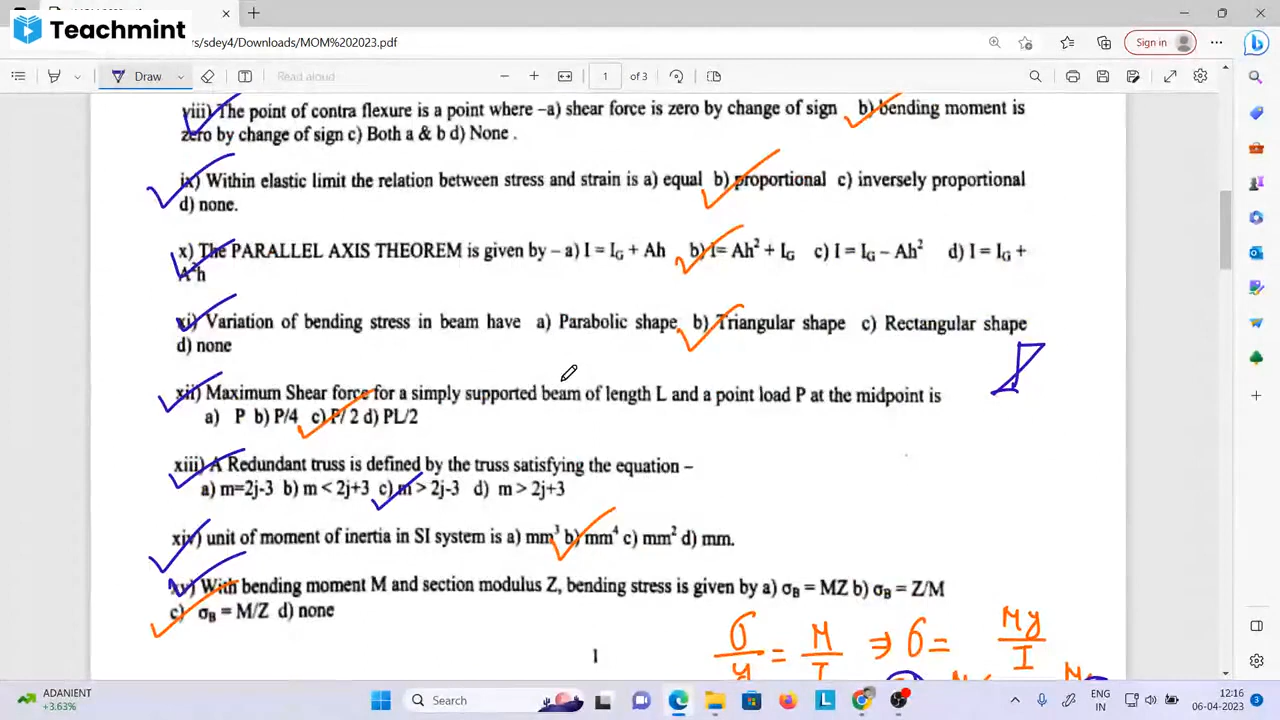 Teachmint
rs/sdey4/Downloads/MOM%202023.pdf
Sign in
Draw
Read aloud
1 of 3
viii) The point of contra flexure is a point where –a) shear force is zero by change of sign b) bending moment is
zero by change of sign c) Both a & b d) None .
ix) Within elastic limit the relation between stress and strain is a) equal b) proportional c) inversely proportional
d) none.
x) The PARALLEL AXIS THEOREM is given by – a) I = IG + Ah b) I= Ah² + IG c) I = IG – Ah² d) I = IG +
A²h
xi) Variation of bending stress in beam have a) Parabolic shape b) Triangular shape c) Rectangular shape
d) none
xii) Maximum Shear force for a simply supported beam of length L and a point load P at the midpoint is
a) P b) P/4 c) P/ 2 d) PL/2
xiii) A Redundant truss is defined by the truss satisfying the equation –
a) m=2j-3 b) m < 2j+3 c) m > 2j-3 d) m > 2j+3
xiv) unit of moment of inertia in SI system is a) mm³ b) mm⁴ c) mm² d) mm.
xv) With bending moment M and section modulus Z, bending stress is given by a) σB = MZ b) σB = Z/M
c) σB = M/Z d) none
σ/y = M/I ⇒ σ = My/I
1
ADANIENT
+3.63%
Search
ENG
IN
12:16
06-04-2023